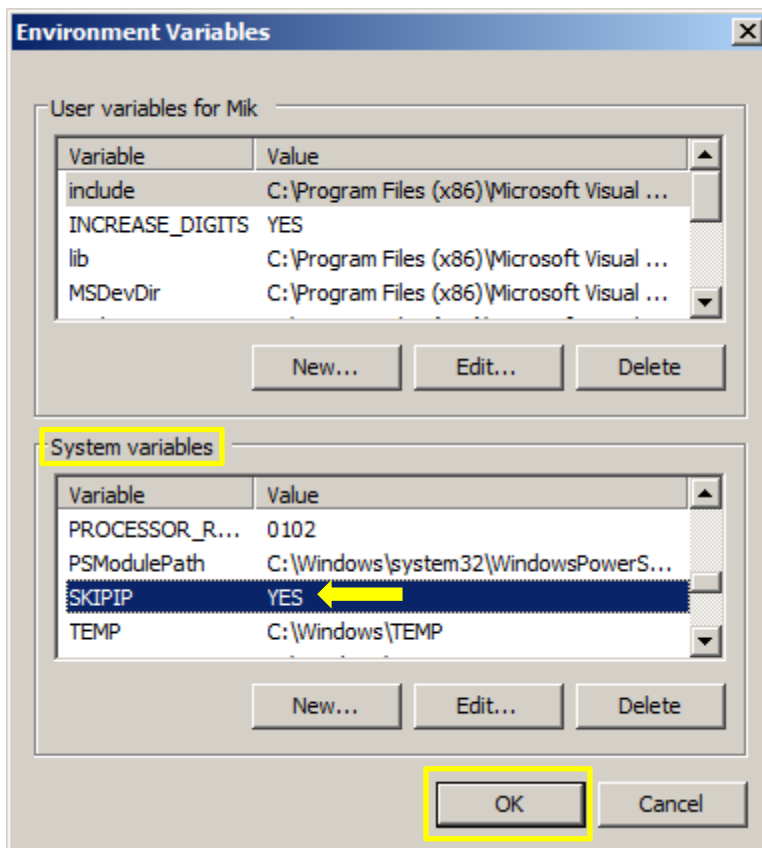 Environment Variables
User variables for Mik
Variable Value
include C:\Program Files (x86)\Microsoft Visual ...
INCREASE_DIGITS YES
lib C:\Program Files (x86)\Microsoft Visual ...
MSDevDir C:\Program Files (x86)\Microsoft Visual ...
New... Edit... Delete
System variables
Variable Value
PROCESSOR_R... 0102
PSModulePath C:\Windows\system32\WindowsPowerS...
SKIPIP YES
TEMP C:\Windows\TEMP
New... Edit... Delete
OK Cancel